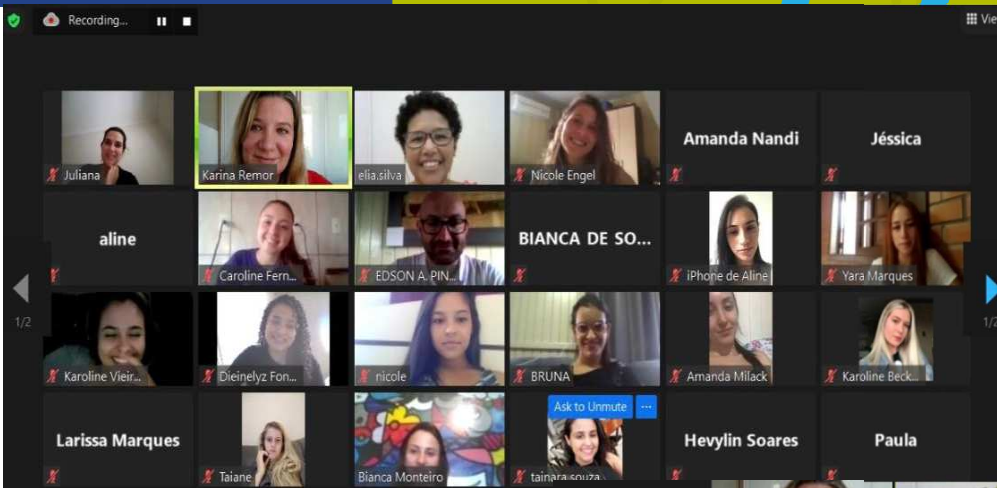 Recording...
Vie
Juliana
Karina Remor
elia.silva
Nicole Engel
Amanda Nandi
Jéssica
aline
Caroline Fern...
EDSON A. PIN...
BIANCA DE SO...
iPhone de Aline
Yara Marques
1/2
1/2
Karoline Vieir...
Dieinelyz Fon...
nicole
BRUNA
Amanda Milack
Karoline Beck...
Ask to Unmute
...
Larissa Marques
Taiane
Bianca Monteiro
tainara.souza
Hevylin Soares
Paula